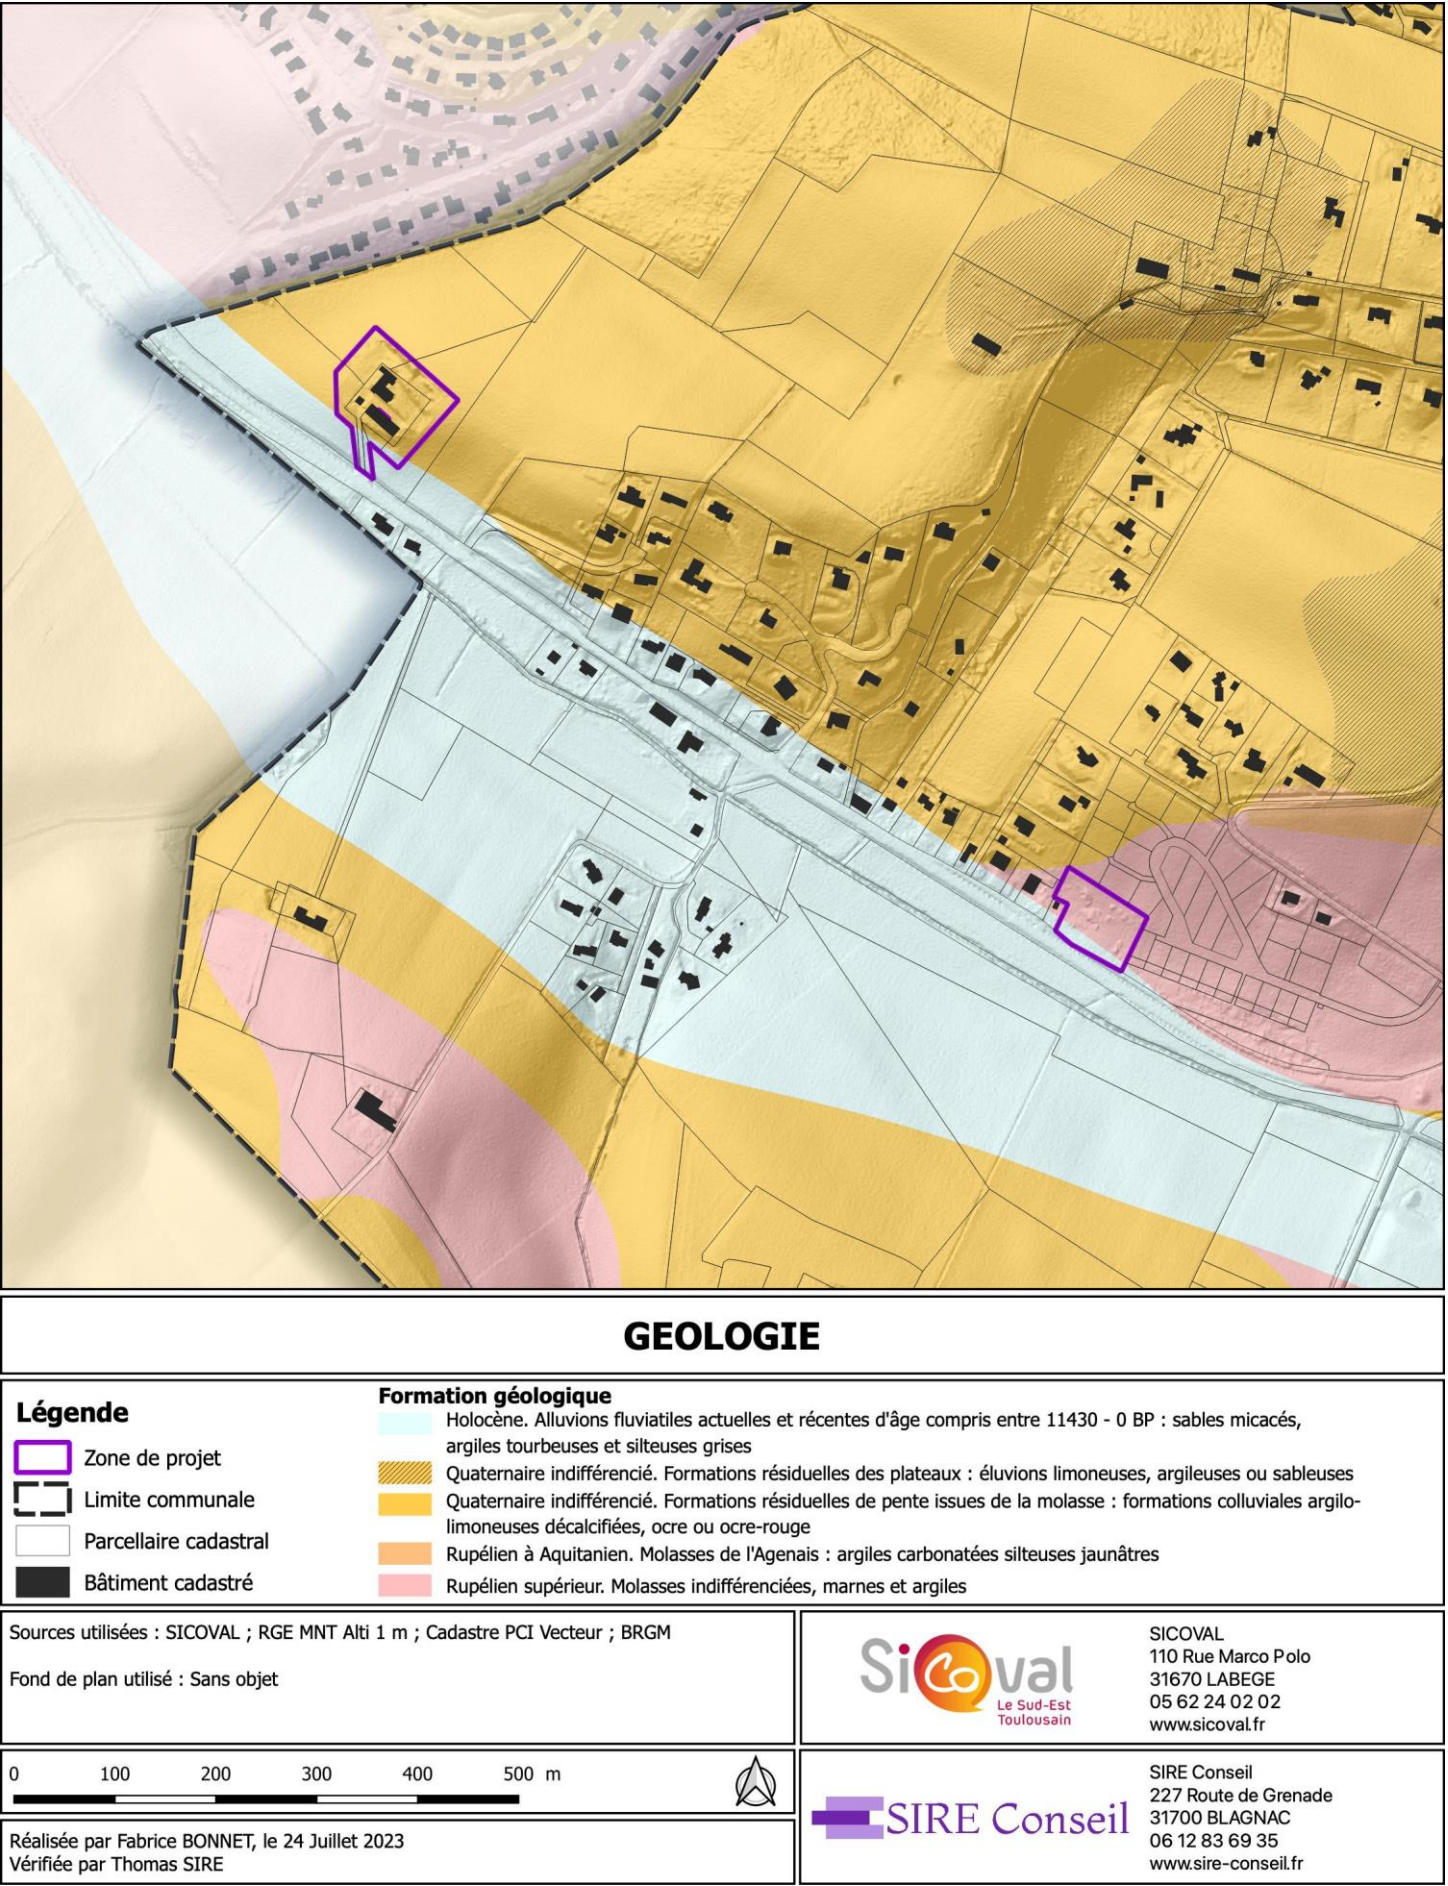 GEOLOGIE
Légende
Zone de projet
Limite communale
Parcellaire cadastral
Bâtiment cadastré
Formation géologique
Holocène. Alluvions fluviatiles actuelles et récentes d'âge compris entre 11430 - 0 BP : sables micacés,
argiles tourbeuses et silteuses grises
Quaternaire indifférencié. Formations résiduelles des plateaux : éluvions limoneuses, argileuses ou sableuses
Quaternaire indifférencié. Formations résiduelles de pente issues de la molasse : formations colluviales argilo-
limoneuses décalcifiées, ocre ou ocre-rouge
Rupélien à Aquitanien. Molasses de l'Agenais : argiles carbonatées silteuses jaunâtres
Rupélien supérieur. Molasses indifférenciées, marnes et argiles
Sources utilisées : SICOVAL ; RGE MNT Alti 1 m ; Cadastre PCI Vecteur ; BRGM
Fond de plan utilisé : Sans objet
Sicoval
Le Sud-Est
Toulousain
SICOVAL
110 Rue Marco Polo
31670 LABEGE
05 62 24 02 02
www.sicoval.fr
0 100 200 300 400 500 m
SIRE Conseil
SIRE Conseil
227 Route de Grenade
31700 BLAGNAC
06 12 83 69 35
www.sire-conseil.fr
Réalisée par Fabrice BONNET, le 24 Juillet 2023
Vérifiée par Thomas SIRE